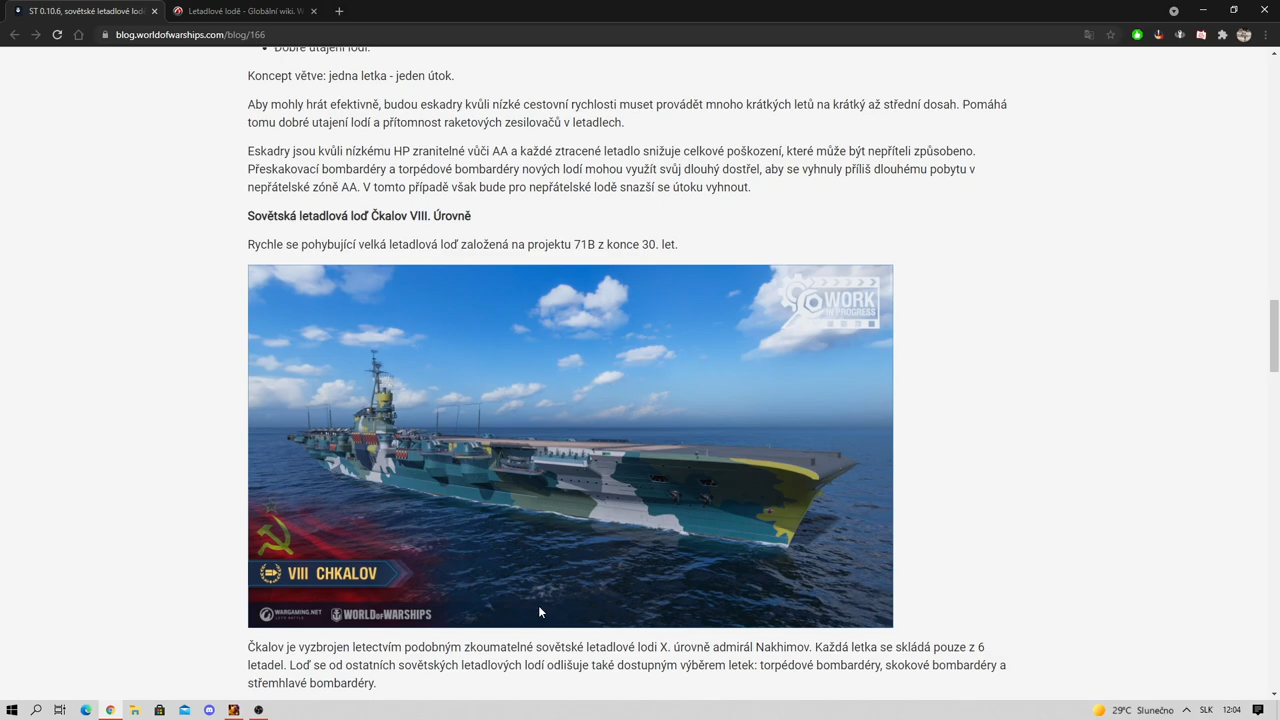 ST 0.10.6, sovětské letadlové lodi
Letadlové lodě - Globální wiki. W
blog.worldofwarships.com/blog/166
Dobré utajení lodí.
Koncept větve: jedna letka - jeden útok.
Aby mohly hrát efektivně, budou eskadry kvůli nízké cestovní rychlosti muset provádět mnoho krátkých letů na krátký až střední dosah. Pomáhá
tomu dobré utajení lodí a přítomnost raketových zesilovačů v letadlech.
Eskadry jsou kvůli nízkému HP zranitelné vůči AA a každé ztracené letadlo snižuje celkové poškození, které může být nepříteli způsobeno.
Přeskakovací bombardéry a torpédové bombardéry nových lodí mohou využít svůj dlouhý dostřel, aby se vyhnuly příliš dlouhému pobytu v
nepřátelské zóně AA. V tomto případě však bude pro nepřátelské lodě snazší se útoku vyhnout.
Sovětská letadlová loď Čkalov VIII. Úrovně
Rychle se pohybující velká letadlová loď založená na projektu 71B z konce 30. let.
WORK
IN PROGRESS
VIII CHKALOV
WARGAMING.NET
LET'S BATTLE
WORLD OF WARSHIPS
Čkalov je vyzbrojen letectvím podobným zkoumatelné sovětské letadlové lodi X. úrovně admirál Nakhimov. Každá letka se skládá pouze z 6
letadel. Loď se od ostatních sovětských letadlových lodí odlišuje také dostupným výběrem letek: torpédové bombardéry, skokové bombardéry a
střemhlavé bombardéry.
29°C Slunečno
SLK
12:04